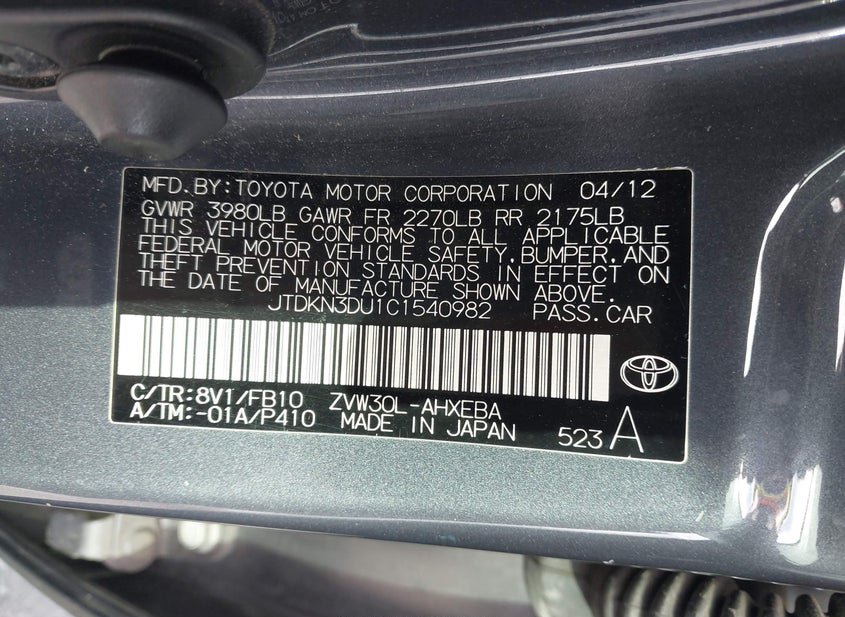 MFD. BY: TOYOTA MOTOR CORPORATION 04/12
GVWR 3980LB GAWR FR 2270LB RR 2175LB
THIS VEHICLE CONFORMS TO ALL APPLICABLE
FEDERAL MOTOR VEHICLE SAFETY, BUMPER, AND
THEFT PREVENTION STANDARDS IN EFFECT ON
THE DATE OF MANUFACTURE SHOWN ABOVE.
JTDKN3DU1C1540982 PASS. CAR
C/TR: 8V1/FB10 ZVW30L-AHXEBA
A/TM: -01A/P410 MADE IN JAPAN 523 A